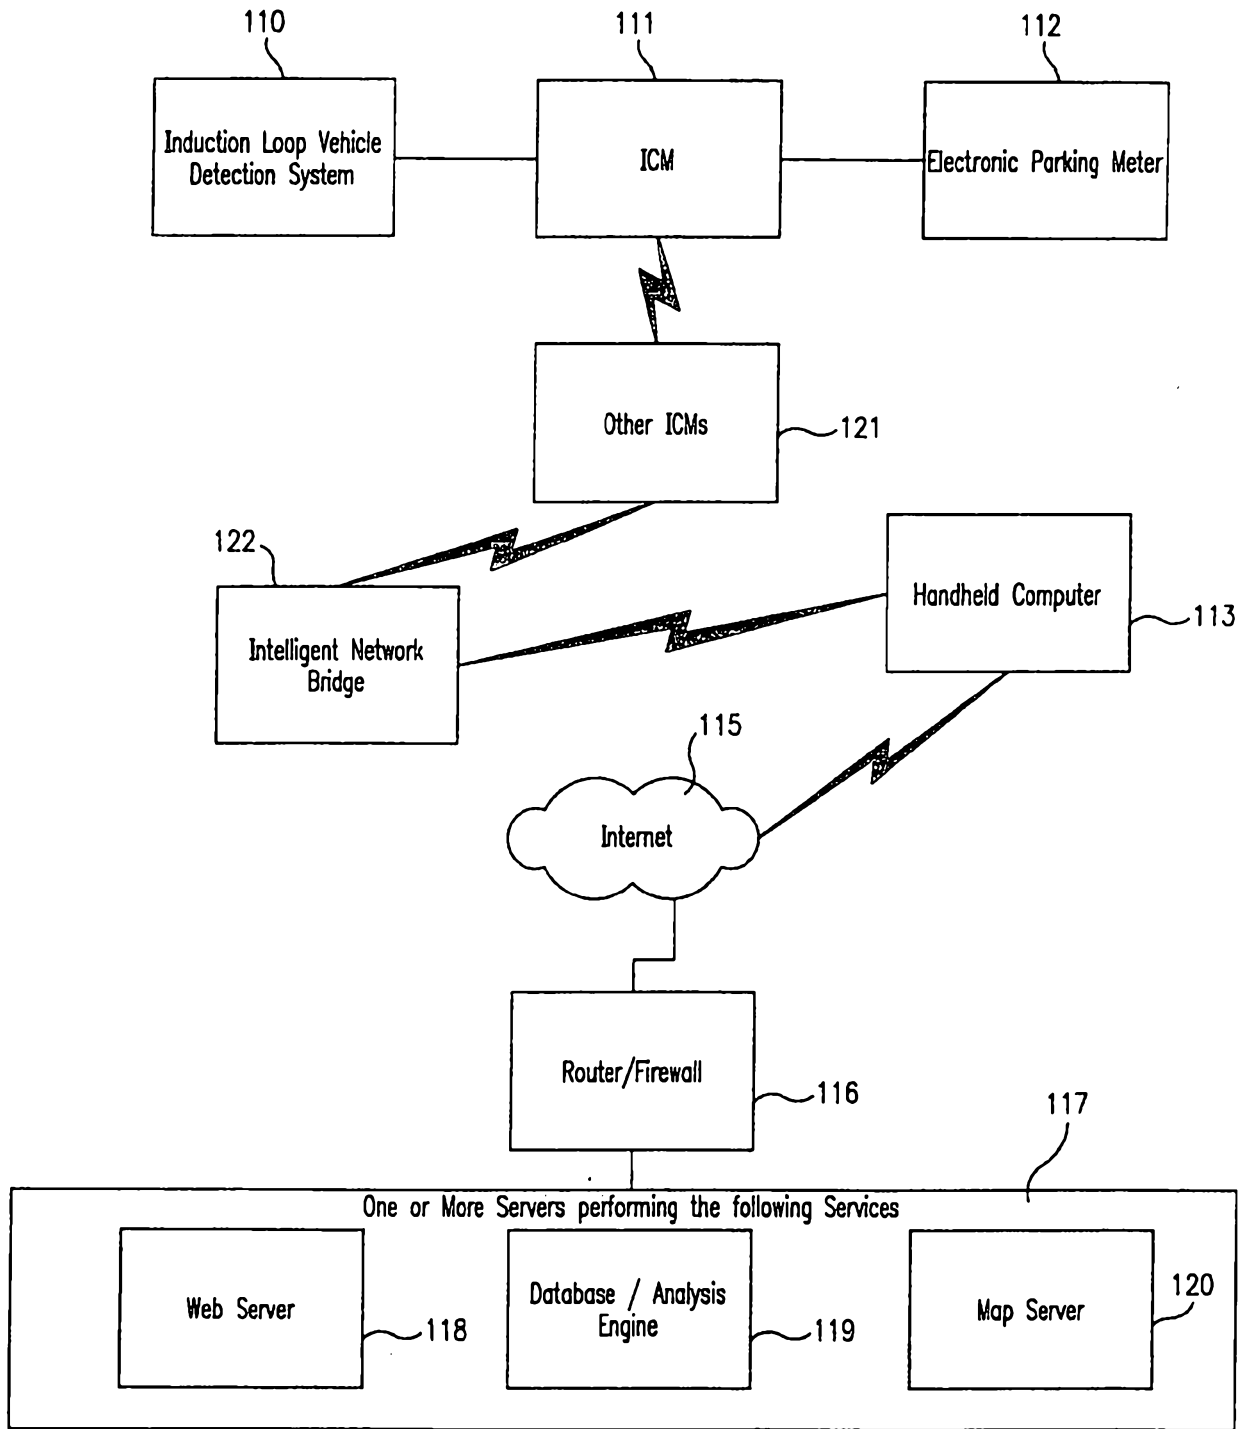 110
111
112
Induction Loop Vehicle
Detection System
ICM
Electronic Parking Meter
Other ICMs
121
122
Handheld Computer
113
Intelligent Network
Bridge
115
Internet
Router/Firewall
116
117
One or More Servers performing the following Services
Web Server
118
Database / Analysis
Engine
119
Map Server
120